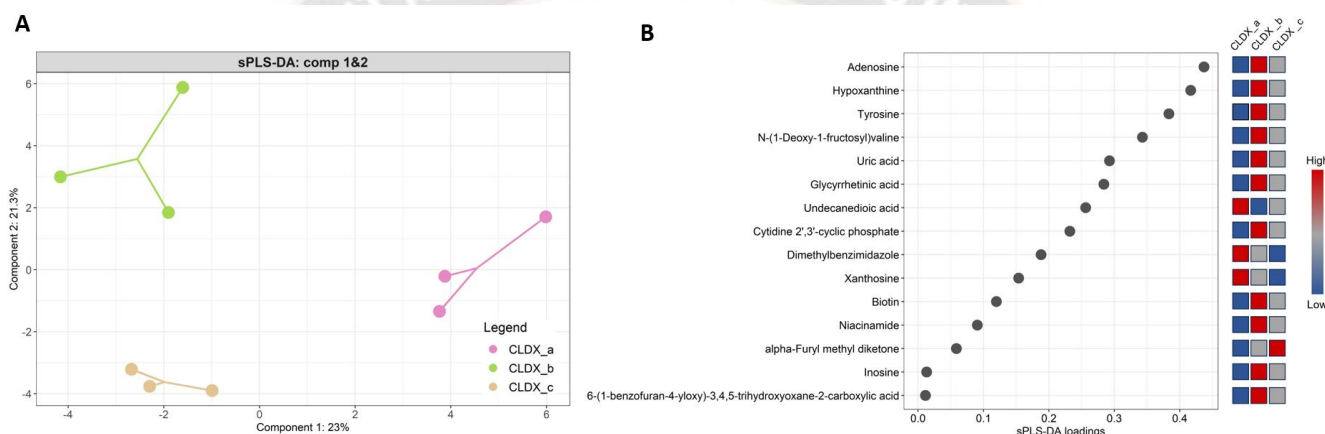 A
sPLS-DA: comp 1&2
6
4
2
0
-2
-4
Component 2: 21.3%
-4
-2
0
2
4
6
Component 1: 23%
Legend
CLDX_a
CLDX_b
CLDX_c
B
CLDX_a
CLDX_b
CLDX_c
Adenosine
Hypoxanthine
Tyrosine
N-(1-Deoxy-1-fructosyl)valine
Uric acid
Glycyrrhetinic acid
Undecanedioic acid
Cytidine 2',3'-cyclic phosphate
Dimethylbenzimidazole
Xanthosine
Biotin
Niacinamide
alpha-Furyl methyl diketone
Inosine
6-(1-benzofuran-4-yloxy)-3,4,5-trihydroxyoxane-2-carboxylic acid
0.0
0.1
0.2
0.3
0.4
sPLS-DA loadings
High
Low